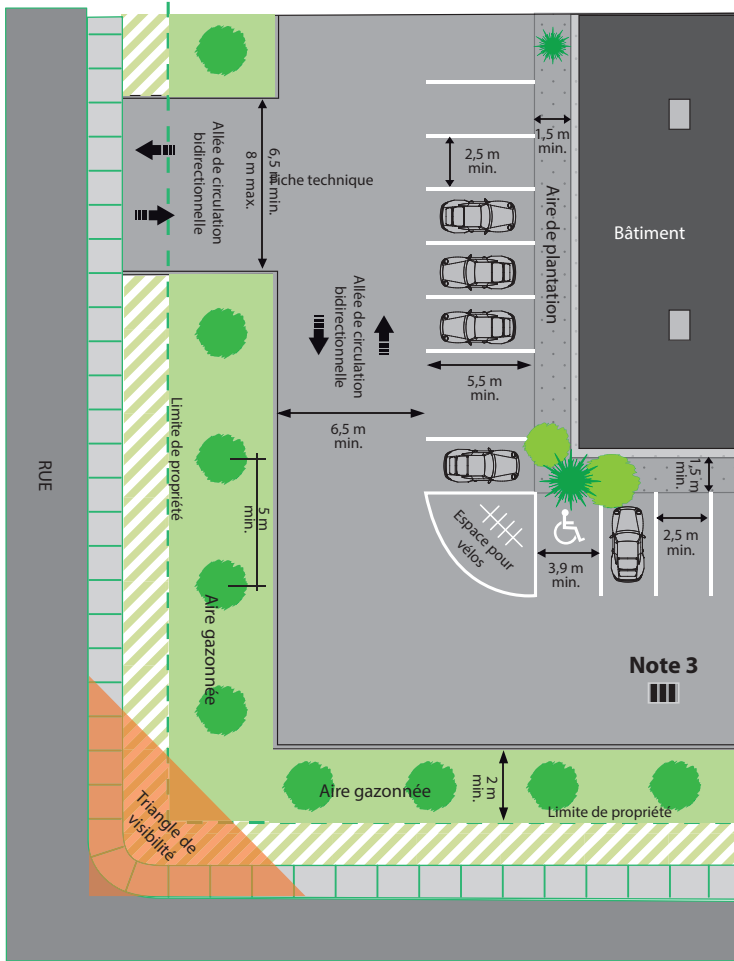 Allée de circulation
bidirectionnelle
6,5 m min.
8 m max.
Fiche technique
2,5 m
min.
1,5 m
min.
Aire de plantation
Bâtiment
Allée de circulation
bidirectionnelle
5,5 m
min.
6,5 m
min.
Limite de propriété
RUE
5 m
min.
Aire gazonnée
Espace pour
vélos
3,9 m
min.
1,5 m
min.
2,5 m
min.
Note 3
Triangle de
visibilité
Aire gazonnée
2 m
min.
Limite de propriété